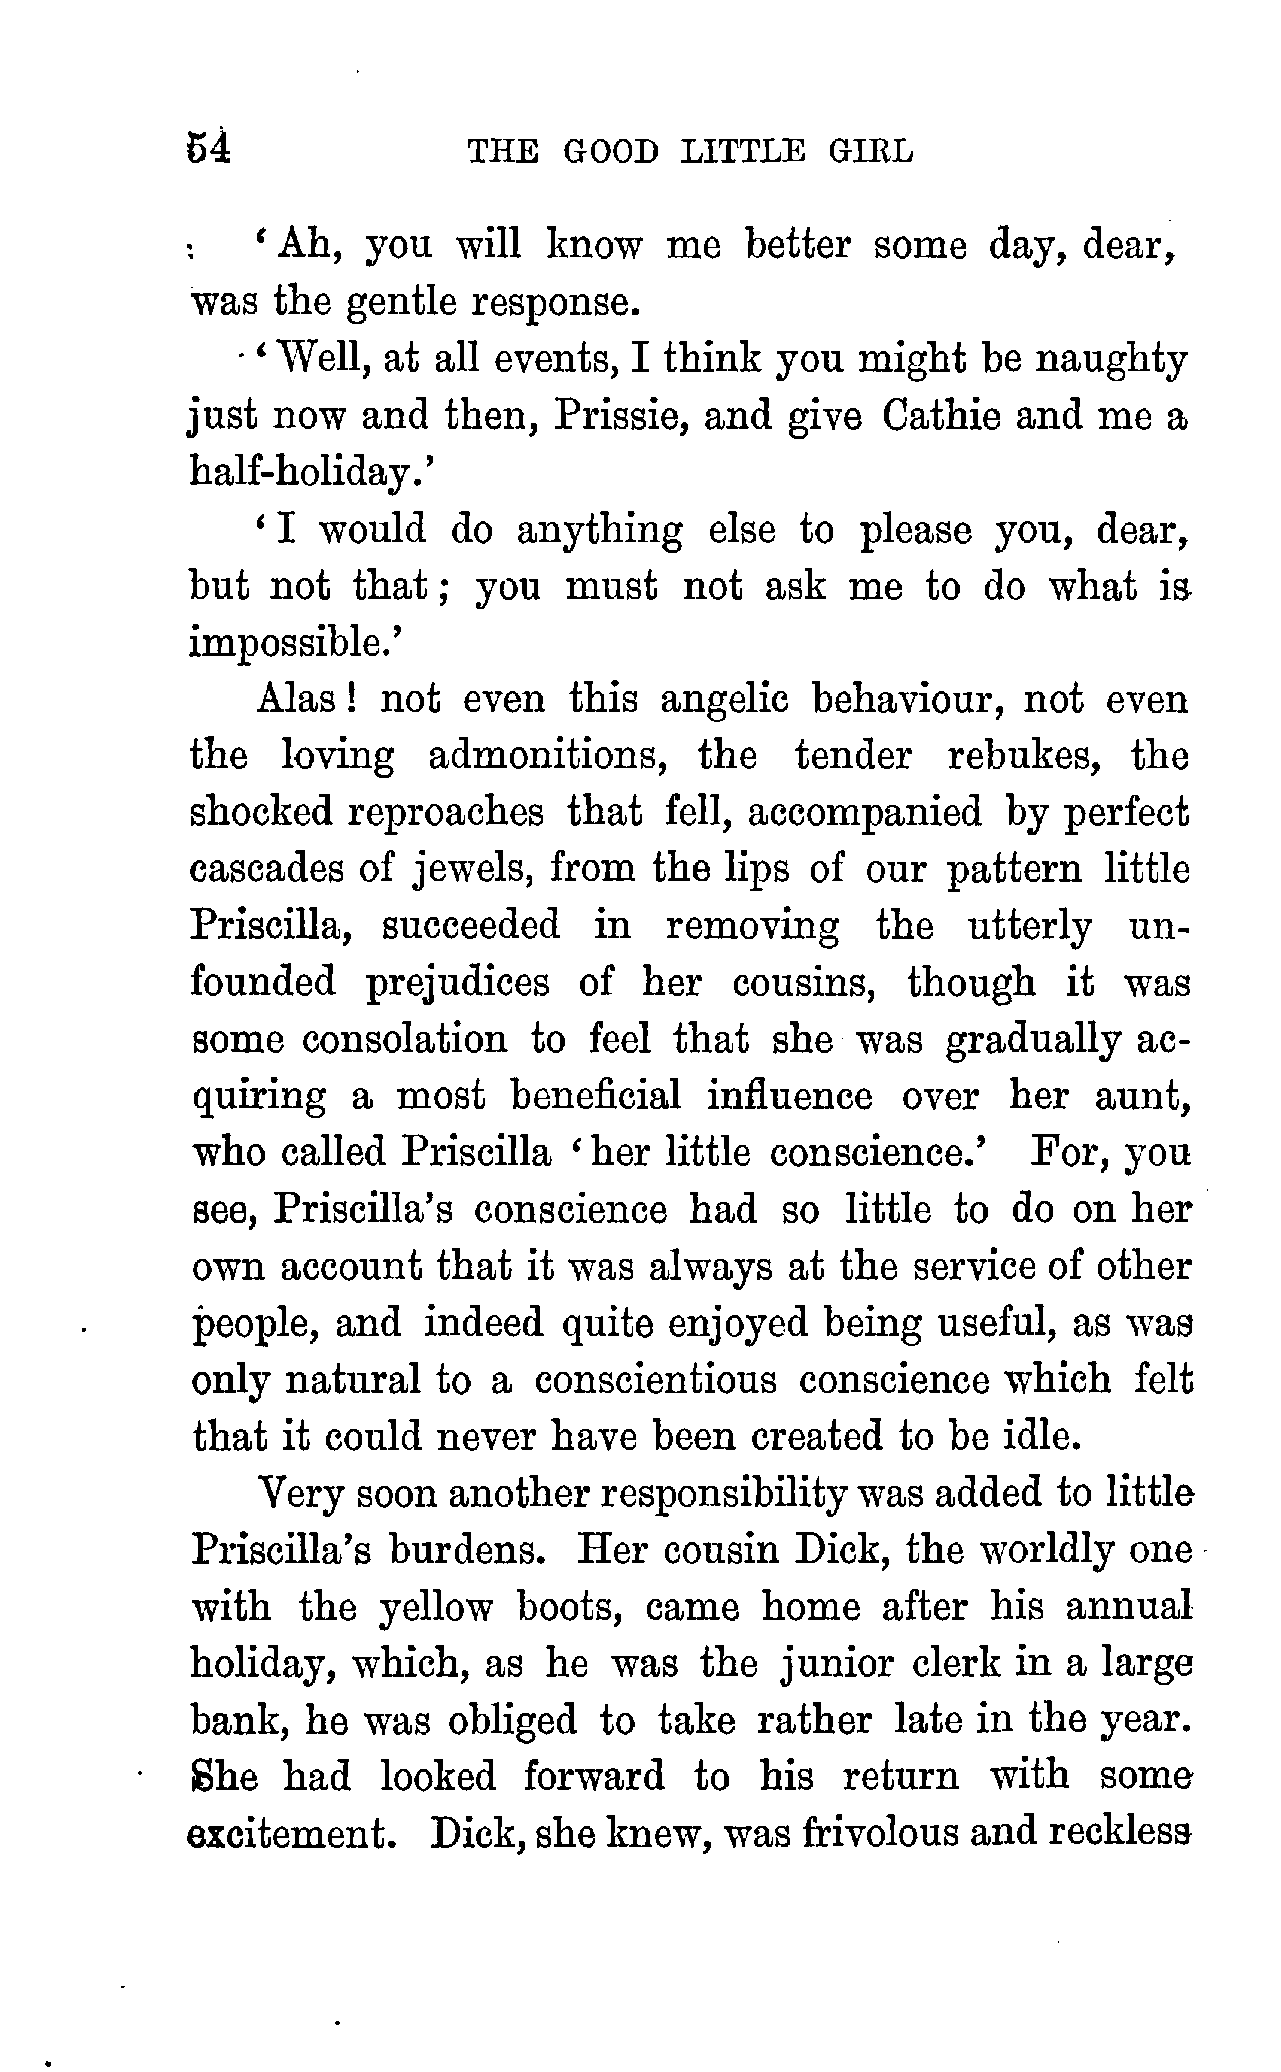 54 THE GOOD LITTLE GIRL
‘Ah, you will know me better some day, dear,
was the gentle response.
‘Well, at all events, I think you might be naughty
just now and then, Prissie, and give Cathie and me a
half-holiday.’
‘I would do anything else to please you, dear,
but not that; you must not ask me to do what is
impossible.’
Alas! not even this angelic behaviour, not even
the loving admonitions, the tender rebukes, the
shocked reproaches that fell, accompanied by perfect
cascades of jewels, from the lips of our pattern little
Priscilla, succeeded in removing the utterly un-
founded prejudices of her cousins, though it was
some consolation to feel that she was gradually ac-
quiring a most beneficial influence over her aunt,
who called Priscilla ‘her little conscience.’ For, you
see, Priscilla’s conscience had so little to do on her
own account that it was always at the service of other
people, and indeed quite enjoyed being useful, as was
only natural to a conscientious conscience which felt
that it could never have been created to be idle.
Very soon another responsibility was added to little
Priscilla’s burdens. Her cousin Dick, the worldly one
with the yellow boots, came home after his annual
holiday, which, as he was the junior clerk in a large
bank, he was obliged to take rather late in the year.
She had looked forward to his return with some
excitement. Dick, she knew, was frivolous and reckless